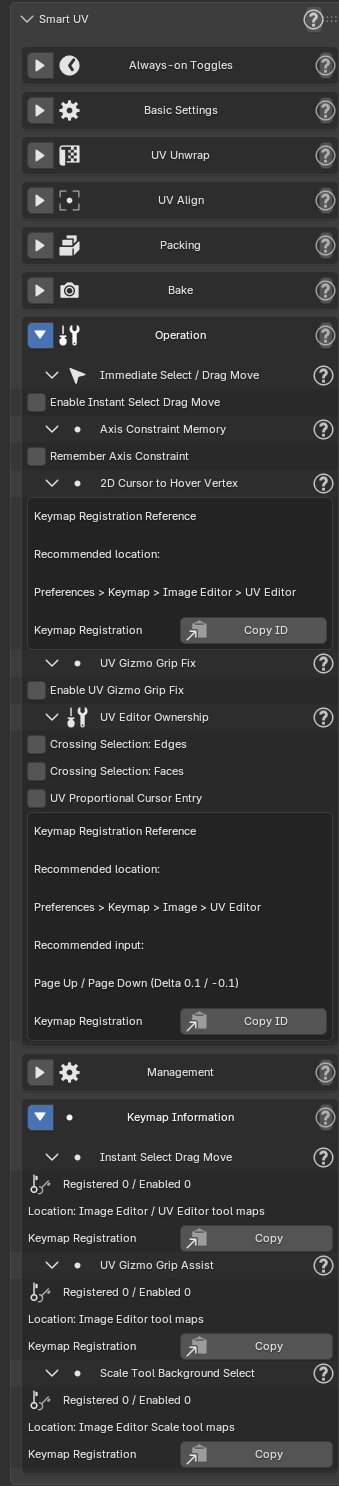 Smart UV
Always-on Toggles
Basic Settings
UV Unwrap
UV Align
Packing
Bake
Operation
Immediate Select / Drag Move
Enable Instant Select Drag Move
Axis Constraint Memory
Remember Axis Constraint
2D Cursor to Hover Vertex
Keymap Registration Reference
Recommended location:
Preferences > Keymap > Image Editor > UV Editor
Keymap Registration Copy ID
UV Gizmo Grip Fix
Enable UV Gizmo Grip Fix
UV Editor Ownership
Crossing Selection: Edges
Crossing Selection: Faces
UV Proportional Cursor Entry
Keymap Registration Reference
Recommended location:
Preferences > Keymap > Image > UV Editor
Recommended input:
Page Up / Page Down (Delta 0.1 / -0.1)
Keymap Registration Copy ID
Management
Keymap Information
Instant Select Drag Move
Registered 0 / Enabled 0
Location: Image Editor / UV Editor tool maps
Keymap Registration Copy
UV Gizmo Grip Assist
Registered 0 / Enabled 0
Location: Image Editor tool maps
Keymap Registration Copy
Scale Tool Background Select
Registered 0 / Enabled 0
Location: Image Editor Scale tool maps
Keymap Registration Copy